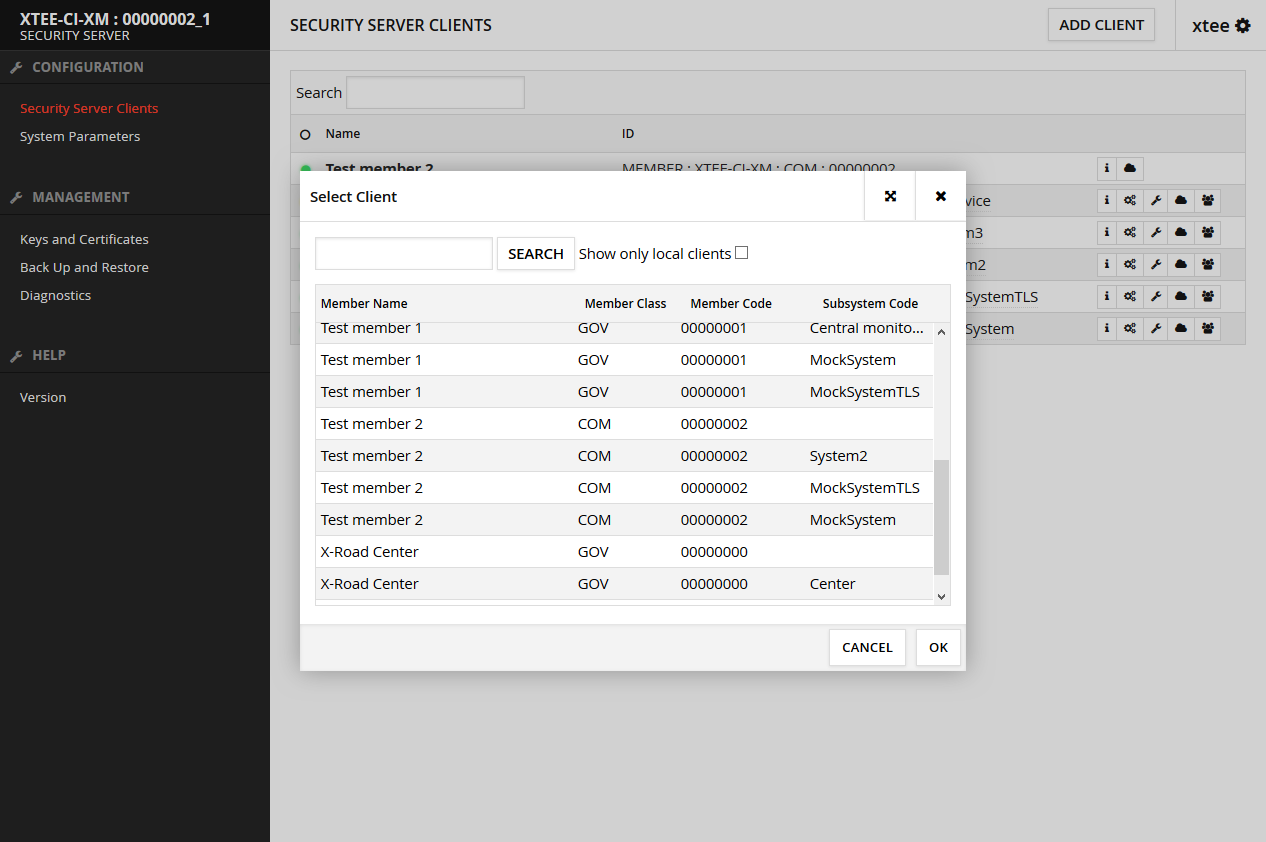 XTEE-CI-XM : 00000002_1
SECURITY SERVER
CONFIGURATION
Security Server Clients
System Parameters
MANAGEMENT
Keys and Certificates
Back Up and Restore
Diagnostics
HELP
Version
SECURITY SERVER CLIENTS
ADD CLIENT
xtee
Search
Name ID
Test member 2 MEMBER : XTEE-CI-XM : COM : 00000002
vice
m3
m2
SystemTLS
System
Select Client
SEARCH Show only local clients
Member Name Member Class Member Code Subsystem Code
Test member 1 GOV 00000001 Central monito...
Test member 1 GOV 00000001 MockSystem
Test member 1 GOV 00000001 MockSystemTLS
Test member 2 COM 00000002
Test member 2 COM 00000002 System2
Test member 2 COM 00000002 MockSystemTLS
Test member 2 COM 00000002 MockSystem
X-Road Center GOV 00000000
X-Road Center GOV 00000000 Center
CANCEL OK